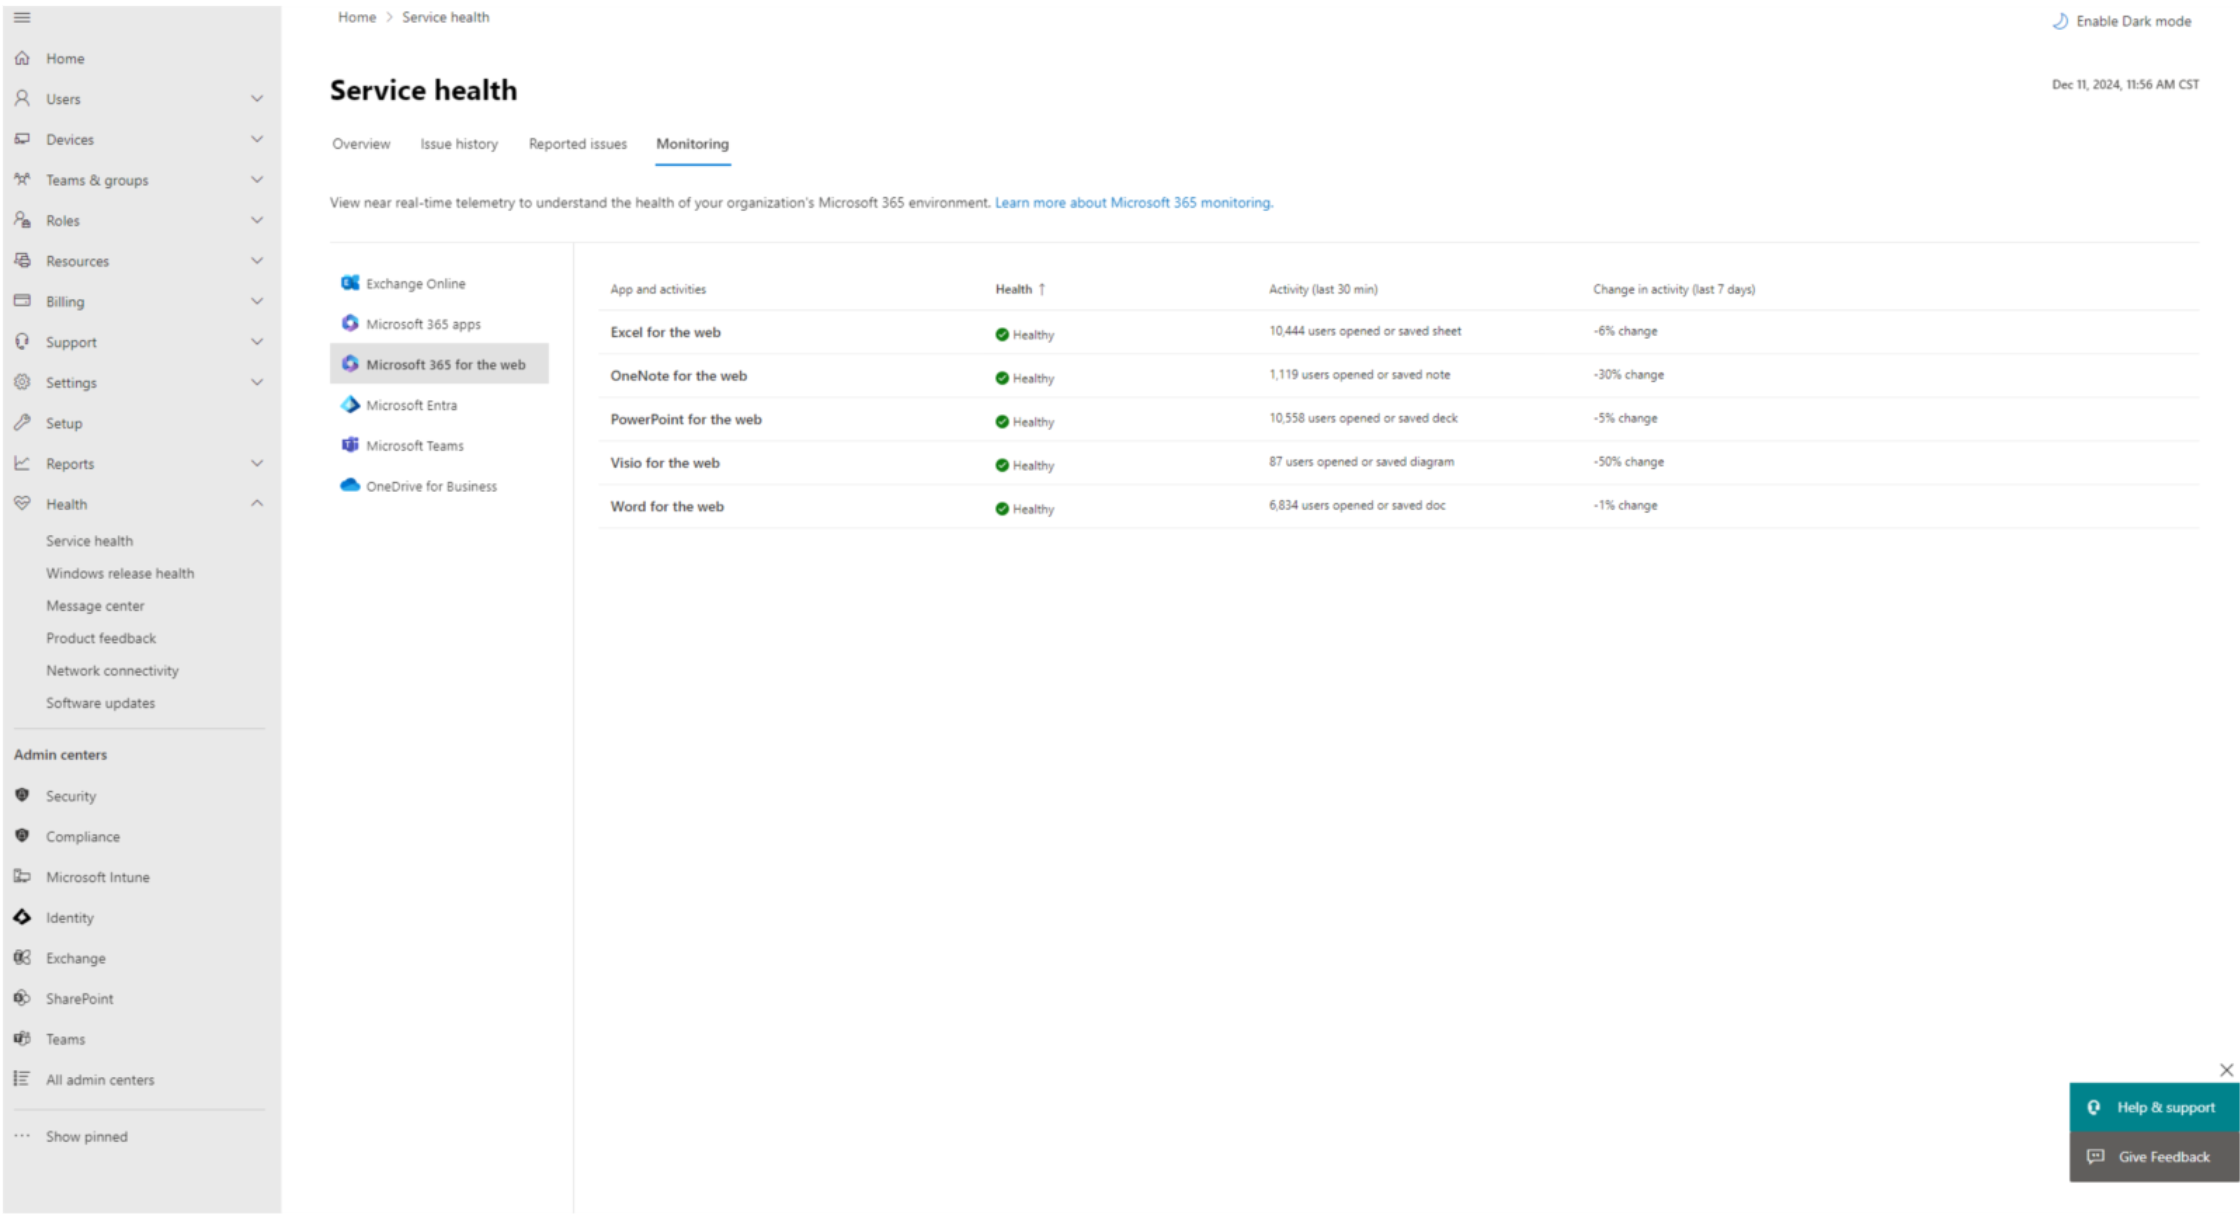 Home > Service health
Enable Dark mode
Home
Users
Devices
Teams & groups
Roles
Resources
Billing
Support
Settings
Setup
Reports
Health
Service health
Windows release health
Message center
Product feedback
Network connectivity
Software updates
Admin centers
Security
Compliance
Microsoft Intune
Identity
Exchange
SharePoint
Teams
All admin centers
Show pinned
Service health
Dec 11, 2024, 11:56 AM CST
Overview Issue history Reported issues Monitoring
View near real-time telemetry to understand the health of your organization's Microsoft 365 environment. Learn more about Microsoft 365 monitoring.
Exchange Online
Microsoft 365 apps
Microsoft 365 for the web
Microsoft Entra
Microsoft Teams
OneDrive for Business
App and activities Health ↑ Activity (last 30 min) Change in activity (last 7 days)
Excel for the web Healthy 10,444 users opened or saved sheet -6% change
OneNote for the web Healthy 1,119 users opened or saved note -30% change
PowerPoint for the web Healthy 10,558 users opened or saved deck -5% change
Visio for the web Healthy 87 users opened or saved diagram -50% change
Word for the web Healthy 6,834 users opened or saved doc -1% change
Help & support
Give Feedback